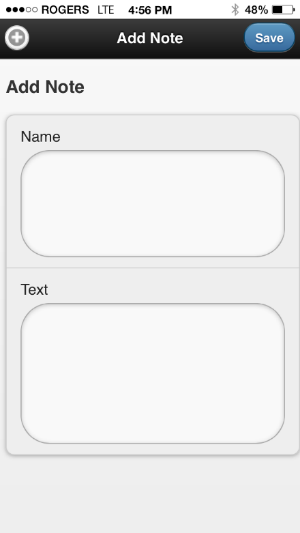 ROGERS LTE 4:56 PM 48%
Add Note Save
Add Note
Name
Text